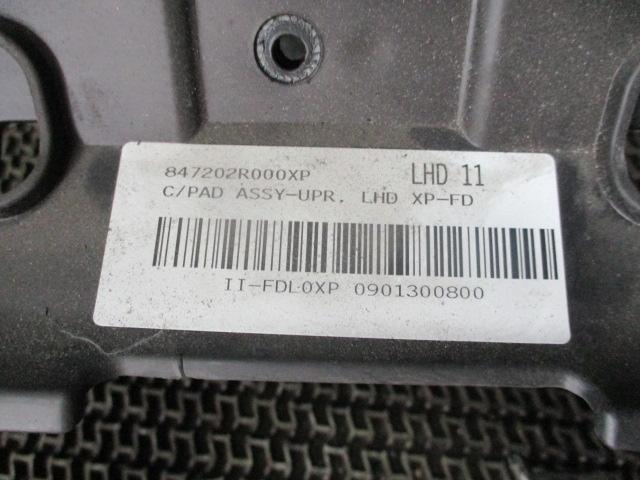 847202R000XP LHD 11
C/PAD ASSY-UPR. LHD XP-FD
II-FDL0XP 0901300800